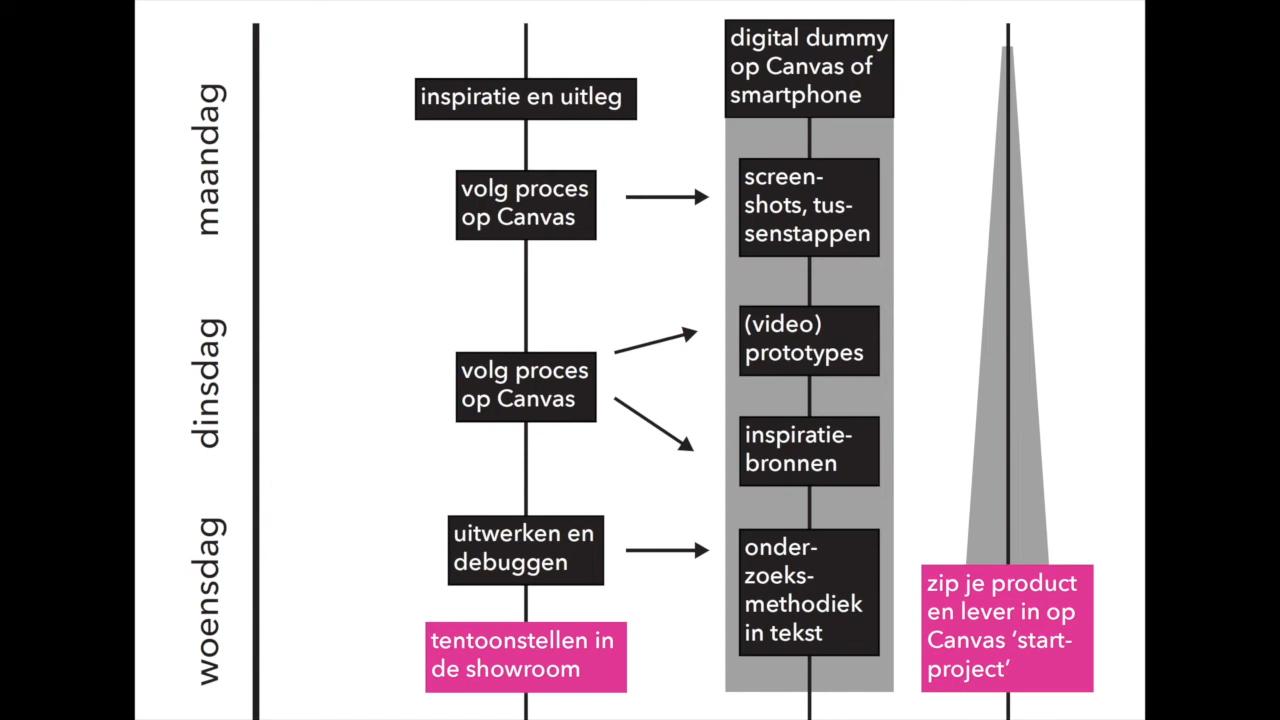 maandag
dinsdag
woensdag
inspiratie en uitleg
volg proces
op Canvas
volg proces
op Canvas
uitwerken en
debuggen
tentoonstellen in
de showroom
digital dummy
op Canvas of
smartphone
screen-
shots, tus-
senstappen
(video)
prototypes
inspiratie-
bronnen
onder-
zoeks-
methodiek
in tekst
zip je product
en lever in op
Canvas ‘start-
project’